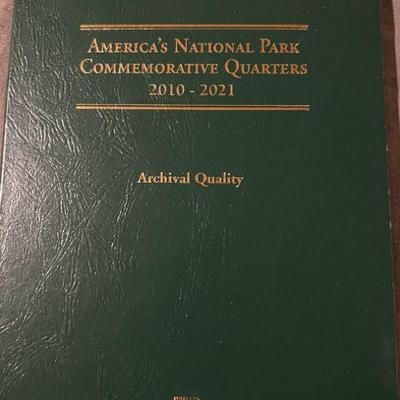 America's National Park
Commemorative Quarters
2010 - 2021
Archival Quality